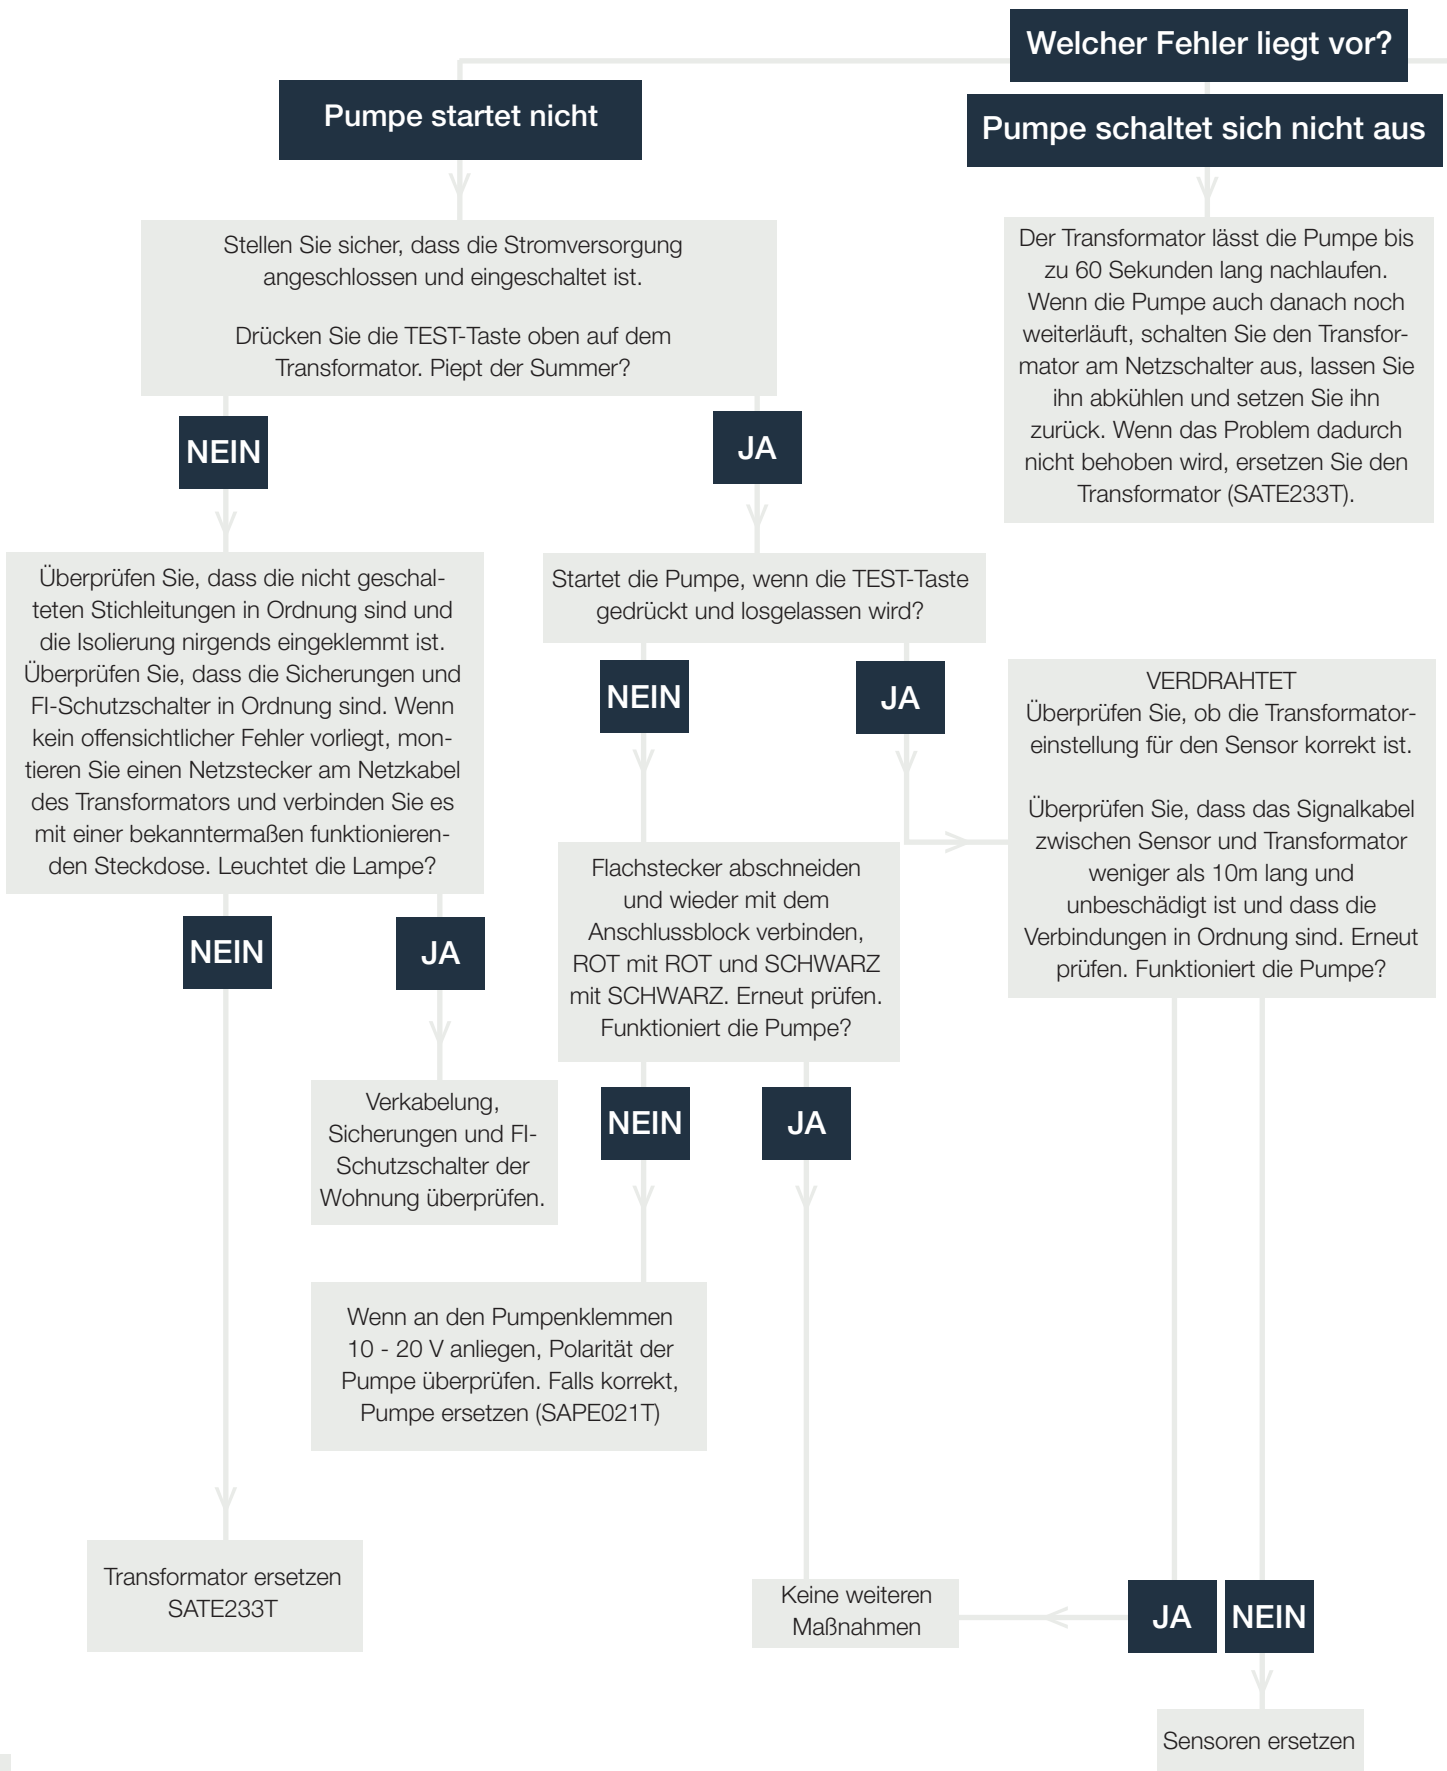 Welcher Fehler liegt vor?
Pumpe startet nicht
Stellen Sie sicher, dass die Stromversorgung
angeschlossen und eingeschaltet ist.
Drücken Sie die TEST-Taste oben auf dem
Transformator. Piept der Summer?
NEIN
JA
Überprüfen Sie, dass die nicht geschal-
teten Stichleitungen in Ordnung sind und
die Isolierung nirgends eingeklemmt ist.
Überprüfen Sie, dass die Sicherungen und
FI-Schutzschalter in Ordnung sind. Wenn
kein offensichtlicher Fehler vorliegt, mon-
tieren Sie einen Netzstecker am Netzkabel
des Transformators und verbinden Sie es
mit einer bekanntermaßen funktionieren-
den Steckdose. Leuchtet die Lampe?
NEIN
JA
Verkabelung,
Sicherungen und FI-
Schutzschalter der
Wohnung überprüfen.
Transformator ersetzen
SATE233T
Startet die Pumpe, wenn die TEST-Taste
gedrückt und losgelassen wird?
NEIN
JA
Flachstecker abschneiden
und wieder mit dem
Anschlussblock verbinden,
ROT mit ROT und SCHWARZ
mit SCHWARZ. Erneut prüfen.
Funktioniert die Pumpe?
NEIN
JA
Wenn an den Pumpenklemmen
10 - 20 V anliegen, Polarität der
Pumpe überprüfen. Falls korrekt,
Pumpe ersetzen (SAPE021T)
Keine weiteren
Maßnahmen
Pumpe schaltet sich nicht aus
Der Transformator lässt die Pumpe bis
zu 60 Sekunden lang nachlaufen.
Wenn die Pumpe auch danach noch
weiterläuft, schalten Sie den Transfor-
mator am Netzschalter aus, lassen Sie
ihn abkühlen und setzen Sie ihn
zurück. Wenn das Problem dadurch
nicht behoben wird, ersetzen Sie den
Transformator (SATE233T).
VERDRAHTET
Überprüfen Sie, ob die Transformator-
einstellung für den Sensor korrekt ist.
Überprüfen Sie, dass das Signalkabel
zwischen Sensor und Transformator
weniger als 10m lang und
unbeschädigt ist und dass die
Verbindungen in Ordnung sind. Erneut
prüfen. Funktioniert die Pumpe?
JA
NEIN
Sensoren ersetzen